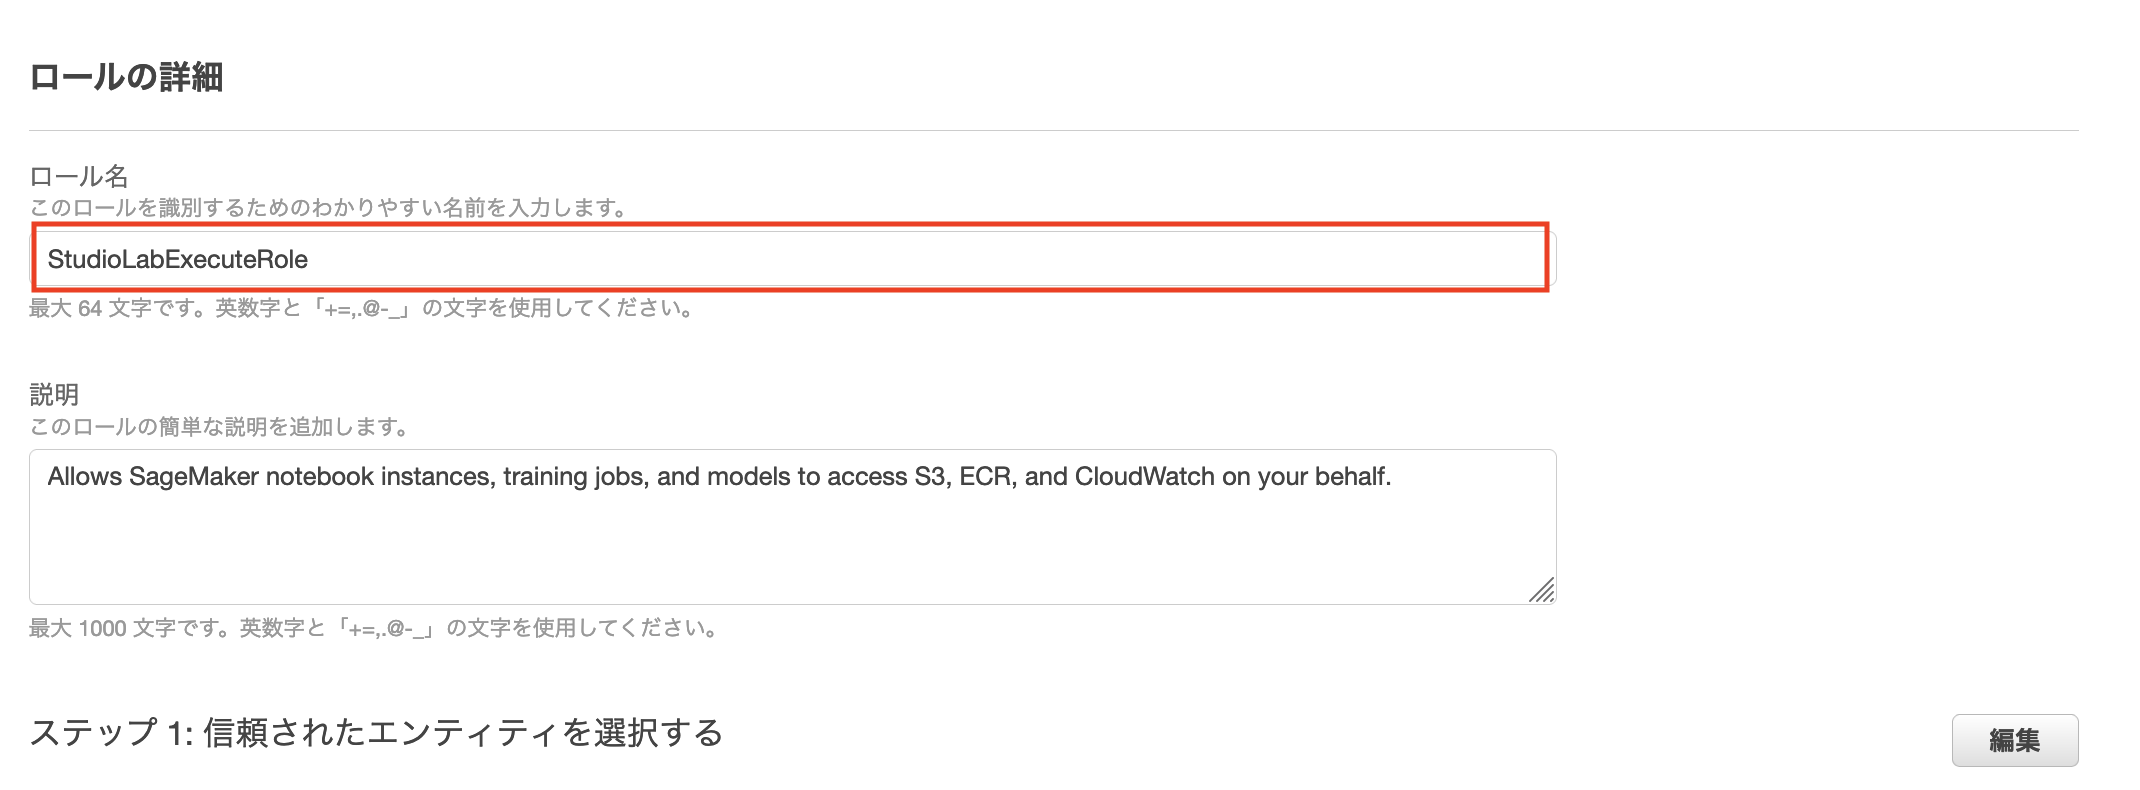 ロールの詳細
ロール名
このロールを識別するためのわかりやすい名前を入力します。
StudioLabExecuteRole
最大 64 文字です。英数字と「+=,.@-_」の文字を使用してください。
説明
このロールの簡単な説明を追加します。
Allows SageMaker notebook instances, training jobs, and models to access S3, ECR, and CloudWatch on your behalf.
最大 1000 文字です。英数字と「+=,.@-_」の文字を使用してください。
ステップ 1: 信頼されたエンティティを選択する
編集